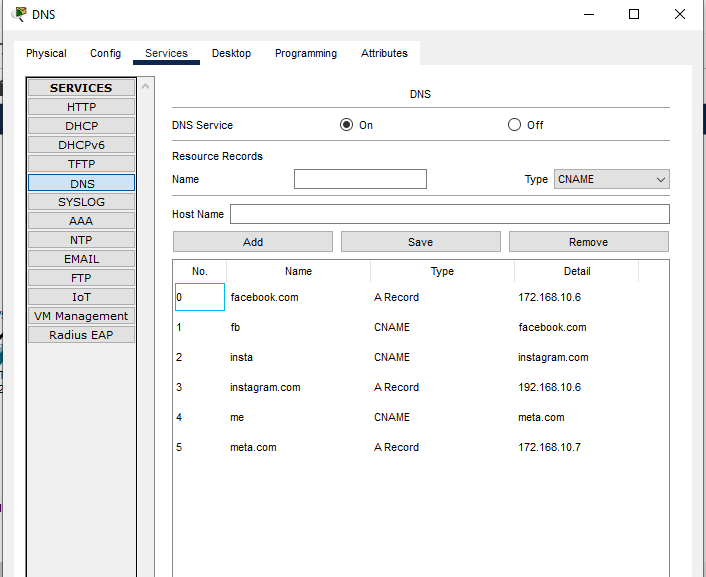 DNS
Physical Config Services Desktop Programming Attributes
SERVICES
HTTP
DHCP
DHCPv6
TFTP
DNS
SYSLOG
AAA
NTP
EMAIL
FTP
IoT
VM Management
Radius EAP
DNS
DNS Service On Off
Resource Records
Name Type CNAME
Host Name
Add Save Remove
No. Name Type Detail
0 facebook.com A Record 172.168.10.6
1 fb CNAME facebook.com
2 insta CNAME instagram.com
3 instagram.com A Record 192.168.10.6
4 me CNAME meta.com
5 meta.com A Record 172.168.10.7